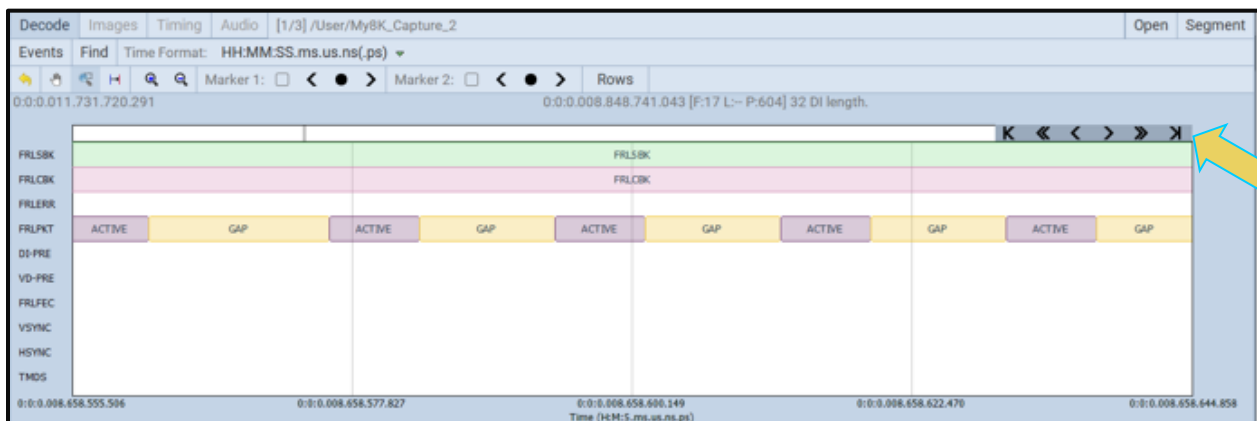 Decode Images Timing Audio [1/3] /User/My8K_Capture_2 Open Segment
Events Find Time Format: HH:MM:SS.ms.us.ns(.ps)
Marker 1: Marker 2: Rows
0:0:0.011.731.720.291 0:0:0.008.848.741.043 [F:17 L:-- P:604] 32 DI length.
FRLSBK FRLSBK
FRLCBK FRLCBK
FRLERR
FRLPKT ACTIVE GAP ACTIVE GAP ACTIVE GAP ACTIVE GAP ACTIVE GAP
DI-PRE
VD-PRE
FRLFEC
VSYNC
HSYNC
TMDS
0:0:0.008.658.555.506 0:0:0.008.658.577.827 0:0:0.008.658.600.149 0:0:0.008.658.622.470 0:0:0.008.658.644.858
Time (H:M:S.ms.us.ns.ps)